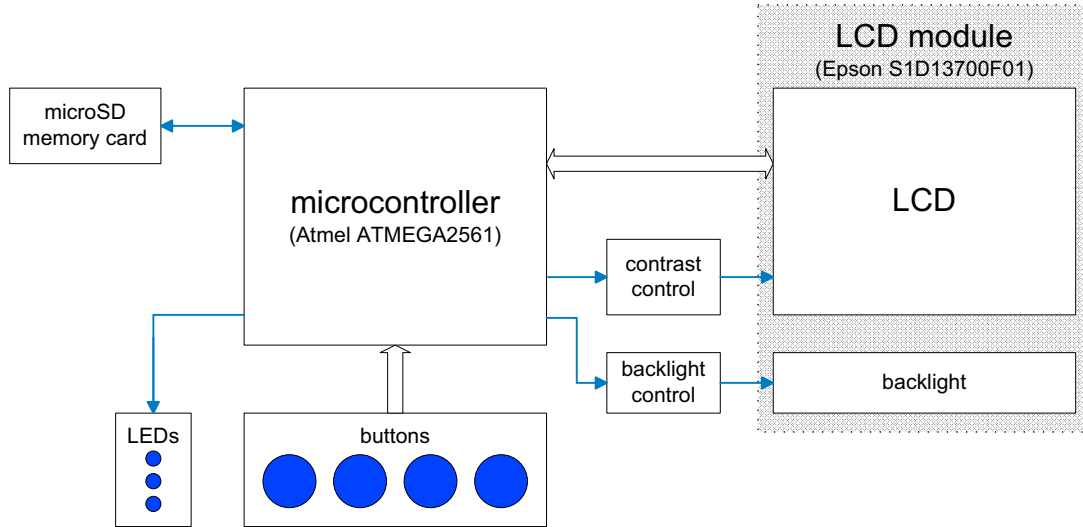 LCD module
(Epson S1D13700F01)
microSD
memory card
microcontroller
(Atmel ATMEGA2561)
LCD
contrast
control
backlight
control
backlight
LEDs
buttons